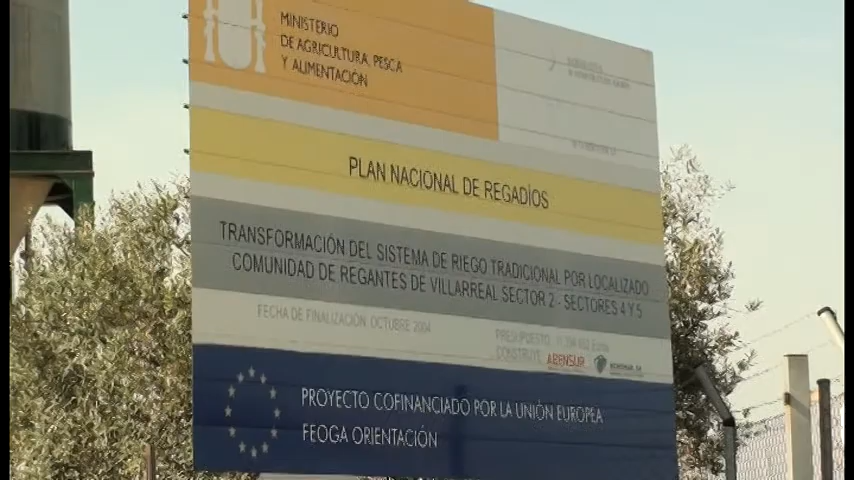 MINISTERIO
DE AGRICULTURA, PESCA
Y ALIMENTACIÓN
PLAN NACIONAL DE REGADÍOS
TRANSFORMACIÓN DEL SISTEMA DE RIEGO TRADICIONAL POR LOCALIZADO
COMUNIDAD DE REGANTES DE VILLARREAL SECTOR 2 - SECTORES 4 Y 5
FECHA DE FINALIZACIÓN: OCTUBRE 2004
PRESUPUESTO
CONSTRUYE ABENSUR
PROYECTO COFINANCIADO POR LA UNIÓN EUROPEA
FEOGA ORIENTACIÓN